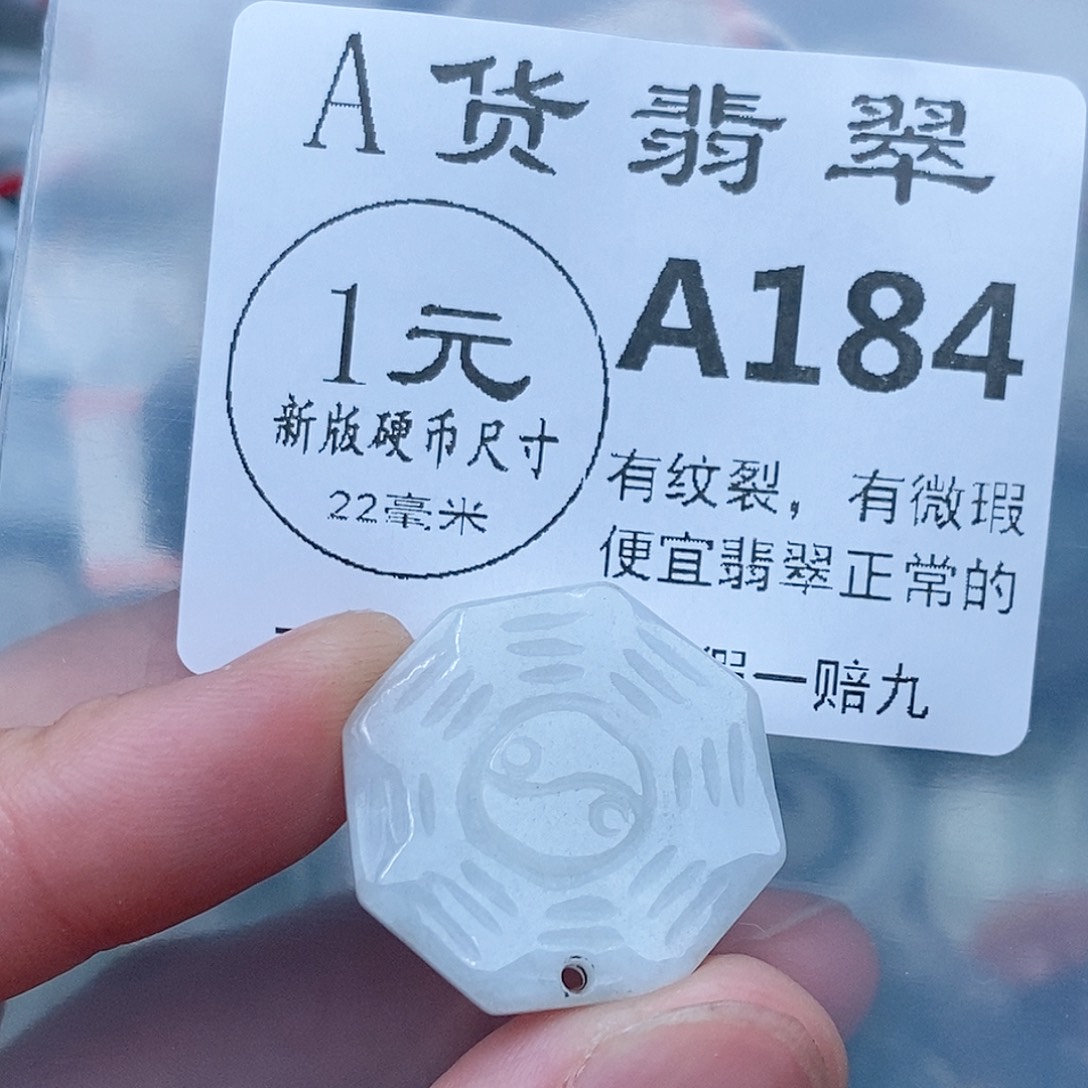 A货翡翠
1元
新版硬币尺寸
22毫米
A184
有纹裂，有微瑕
便宜翡翠正常的
假一赔九